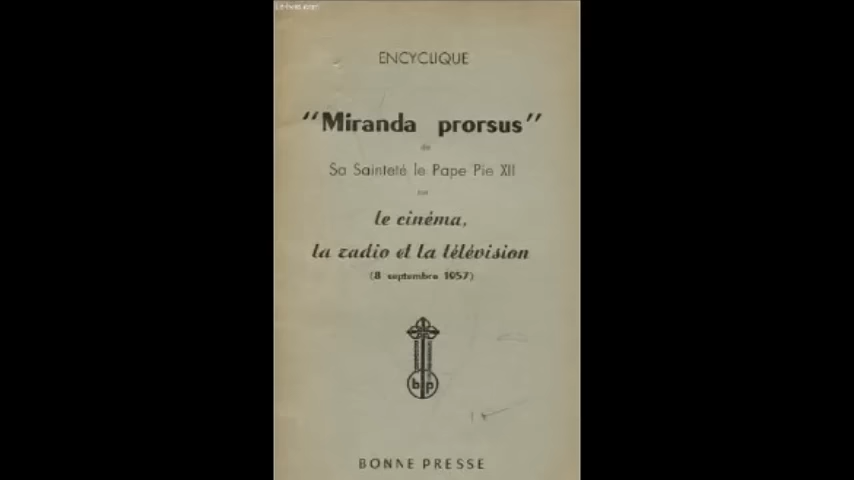 ENCYCLIQUE
"Miranda prorsus"
de
Sa Sainteté le Pape Pie XII
sur
le cinéma,
la radio et la télévision
(8 septembre 1957)
bp
BONNE PRESSE